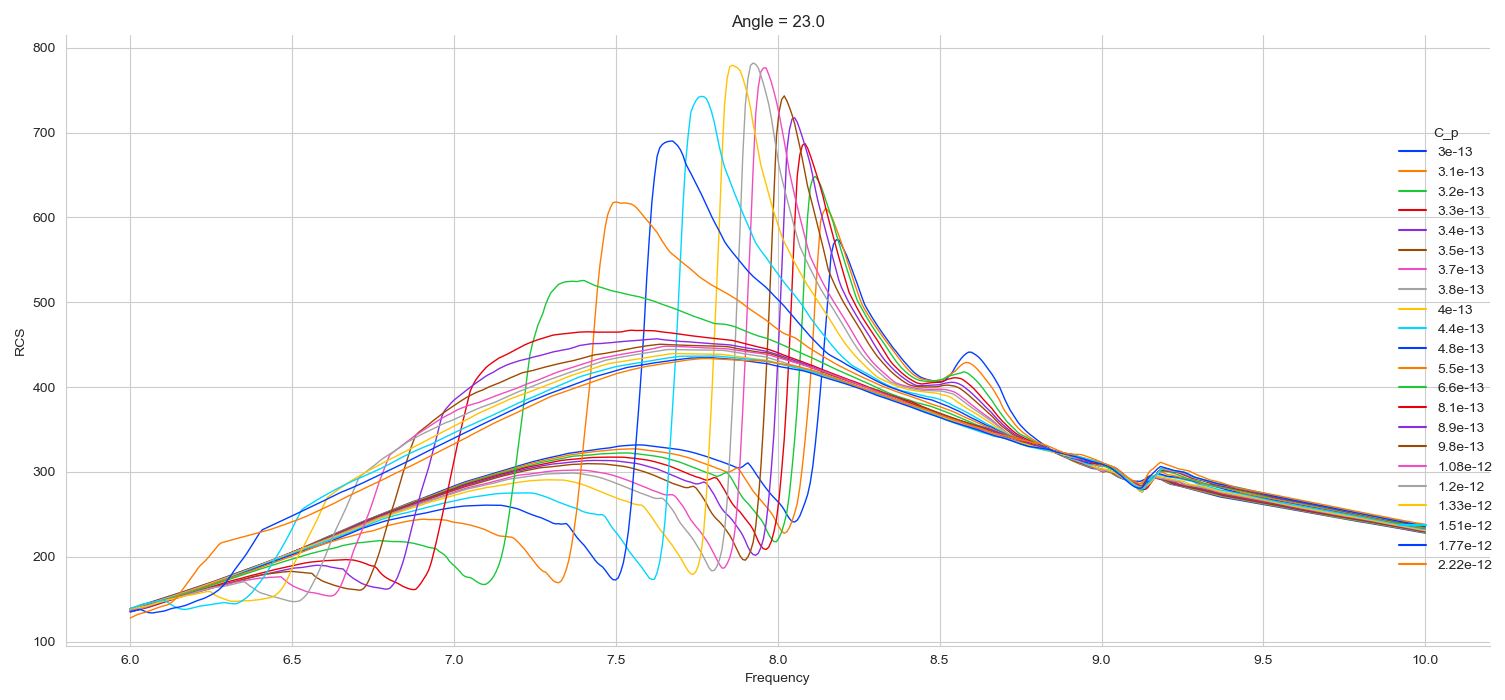 Angle = 23.0
800
700
600
500
400
300
200
100
RCS
6.0 6.5 7.0 7.5 8.0 8.5 9.0 9.5 10.0
Frequency
C_p
3e-13
3.1e-13
3.2e-13
3.3e-13
3.4e-13
3.5e-13
3.7e-13
3.8e-13
4e-13
4.4e-13
4.8e-13
5.5e-13
6.6e-13
8.1e-13
8.9e-13
9.8e-13
1.08e-12
1.2e-12
1.33e-12
1.51e-12
1.77e-12
2.22e-12